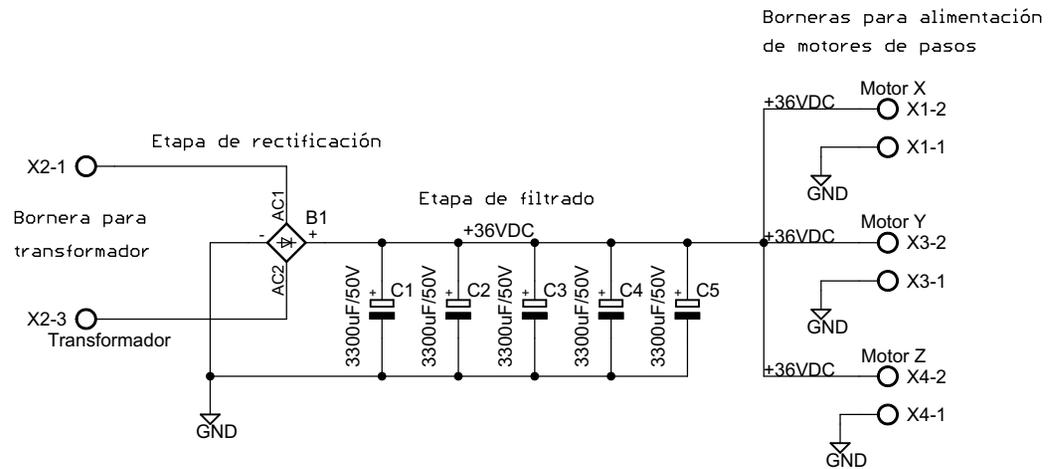 Borneras para alimentación
de motores de pasos
Motor X
+36VDC
X1-2
X1-1
GND
Etapa de rectificación
X2-1
AC1
Etapa de filtrado
Bornera para
transformador
B1
-
+
+36VDC
AC2
Motor Y
+36VDC
X3-2
X3-1
GND
3300uF/50V
+
C1
3300uF/50V
+
C2
3300uF/50V
+
C3
3300uF/50V
+
C4
3300uF/50V
+
C5
X2-3
Transformador
Motor Z
+36VDC
X4-2
X4-1
GND
GND